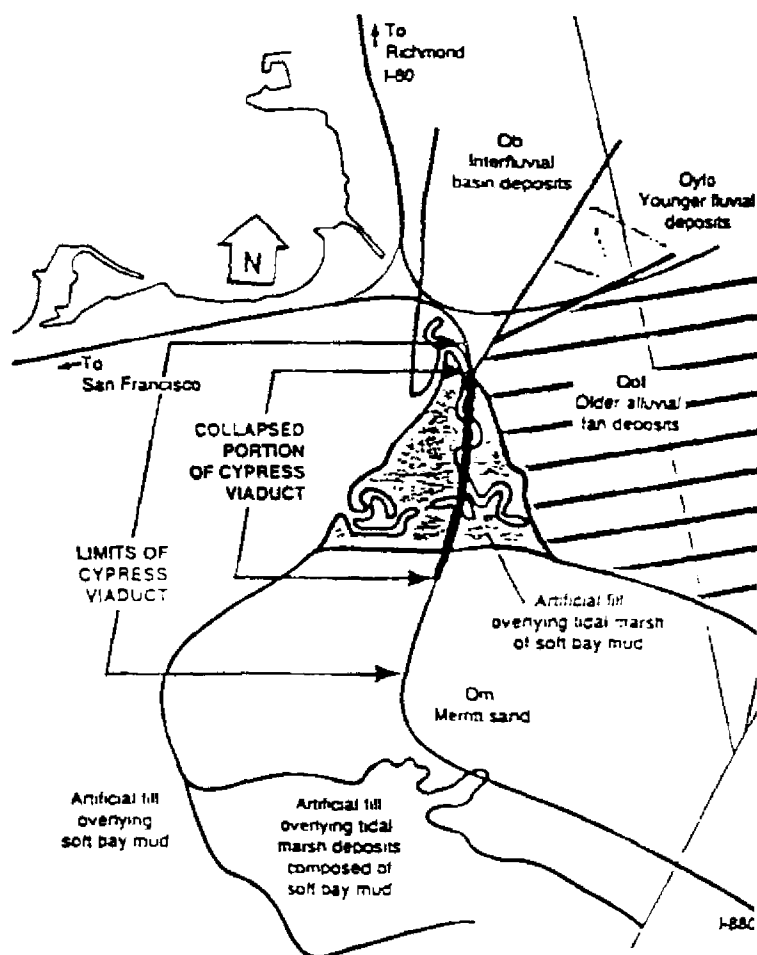 To
Richmond
I-80
Qb
Interfluvial
basin deposits
Qyfo
Younger fluvial
deposits
N
To
San Francisco
Qof
Older alluvial
fan deposits
COLLAPSED
PORTION
OF CYPRESS
VIADUCT
LIMITS OF
CYPRESS
VIADUCT
Artificial fill
overlying tidal marsh
of soft bay mud
Qm
Merritt sand
Artificial fill
overlying
soft bay mud
Artificial fill
overlying tidal
marsh deposits
composed of
soft bay mud
I-880